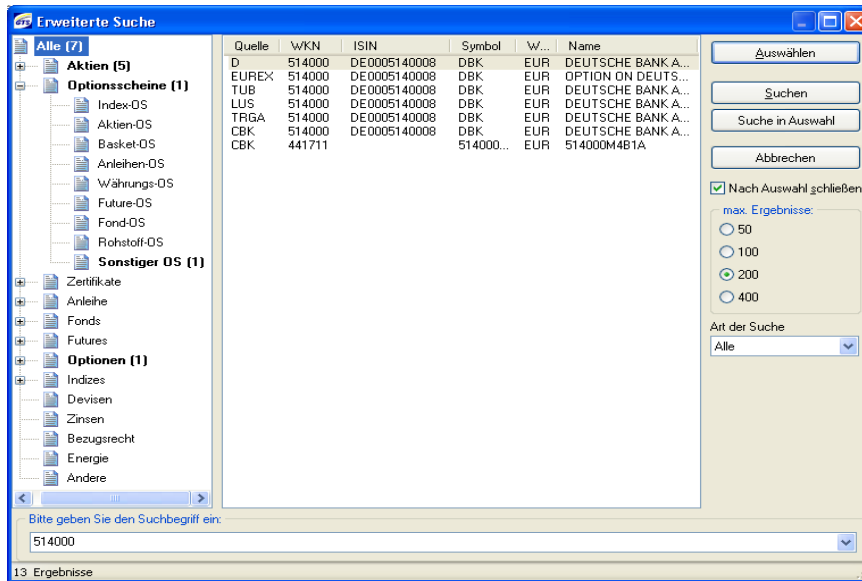 GTS Erweiterte Suche
Alle (7)
Aktien (5)
Optionsscheine (1)
Index-OS
Aktien-OS
Basket-OS
Anleihen-OS
Währungs-OS
Future-OS
Fond-OS
Rohstoff-OS
Sonstiger OS (1)
Zertifikate
Anleihe
Fonds
Futures
Optionen (1)
Indizes
Devisen
Zinsen
Bezugsrecht
Energie
Andere
Quelle WKN ISIN Symbol W... Name
D 514000 DE0005140008 DBK EUR DEUTSCHE BANK A...
EUREX 514000 DE0005140008 DBK EUR OPTION ON DEUTS...
TUB 514000 DE0005140008 DBK EUR DEUTSCHE BANK A...
LUS 514000 DE0005140008 DBK EUR DEUTSCHE BANK A...
TRGA 514000 DE0005140008 DBK EUR DEUTSCHE BANK A...
CBK 514000 DE0005140008 DBK EUR DEUTSCHE BANK A...
CBK 441711 514000... EUR 514000M4B1A
Auswählen
Suchen
Suche in Auswahl
Abbrechen
Nach Auswahl schließen
max. Ergebnisse:
50
100
200
400
Art der Suche
Alle
Bitte geben Sie den Suchbegriff ein:
514000
13 Ergebnisse